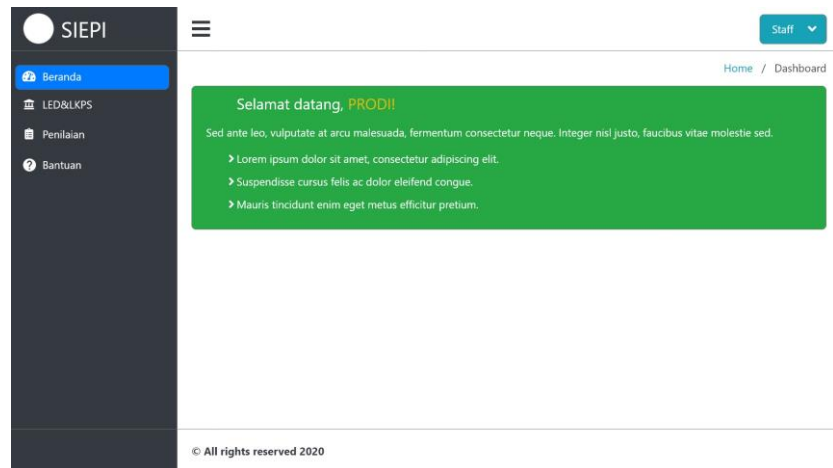 SIEPI
Staff
Home / Dashboard
Beranda
LED&LKPS
Penilaian
Bantuan
Selamat datang, PRODI!
Sed ante leo, vulputate at arcu malesuada, fermentum consectetur neque. Integer nisl justo, faucibus vitae molestie sed.
Lorem ipsum dolor sit amet, consectetur adipiscing elit.
Suspendisse cursus felis ac dolor eleifend congue.
Mauris tincidunt enim eget metus efficitur pretium.
© All rights reserved 2020